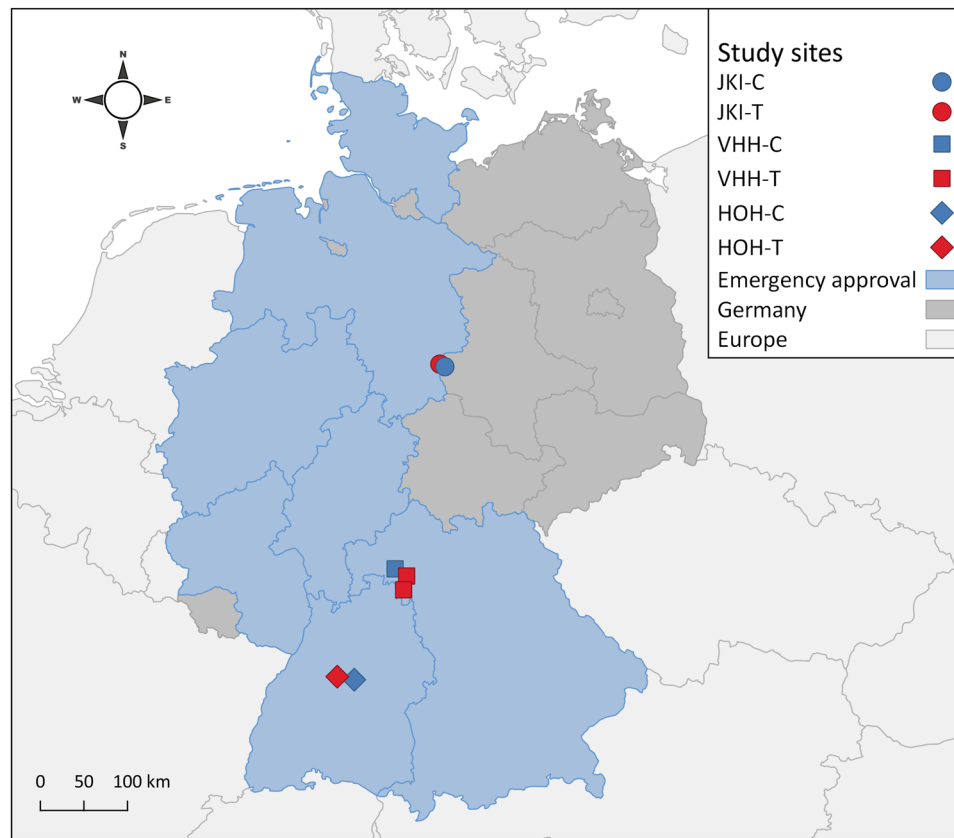 N
W E
S
Study sites
JKI-C
JKI-T
VHH-C
VHH-T
HOH-C
HOH-T
Emergency approval
Germany
Europe
0 50 100 km